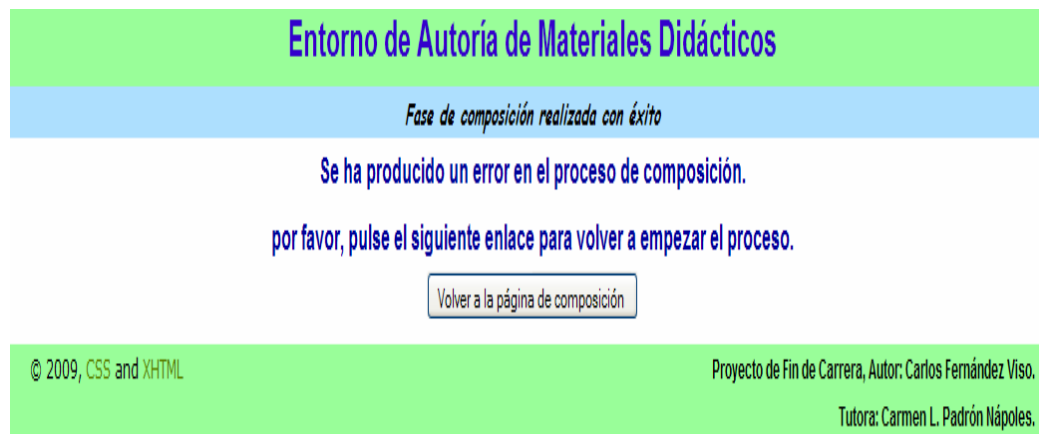 Entorno de Autoría de Materiales Didácticos
Fase de composición realizada con éxito
Se ha producido un error en el proceso de composición.
por favor, pulse el siguiente enlace para volver a empezar el proceso.
Volver a la página de composición
© 2009, CSS and XHTML
Proyecto de Fin de Carrera, Autor: Carlos Fernández Viso.
Tutora: Carmen L. Padrón Nápoles.